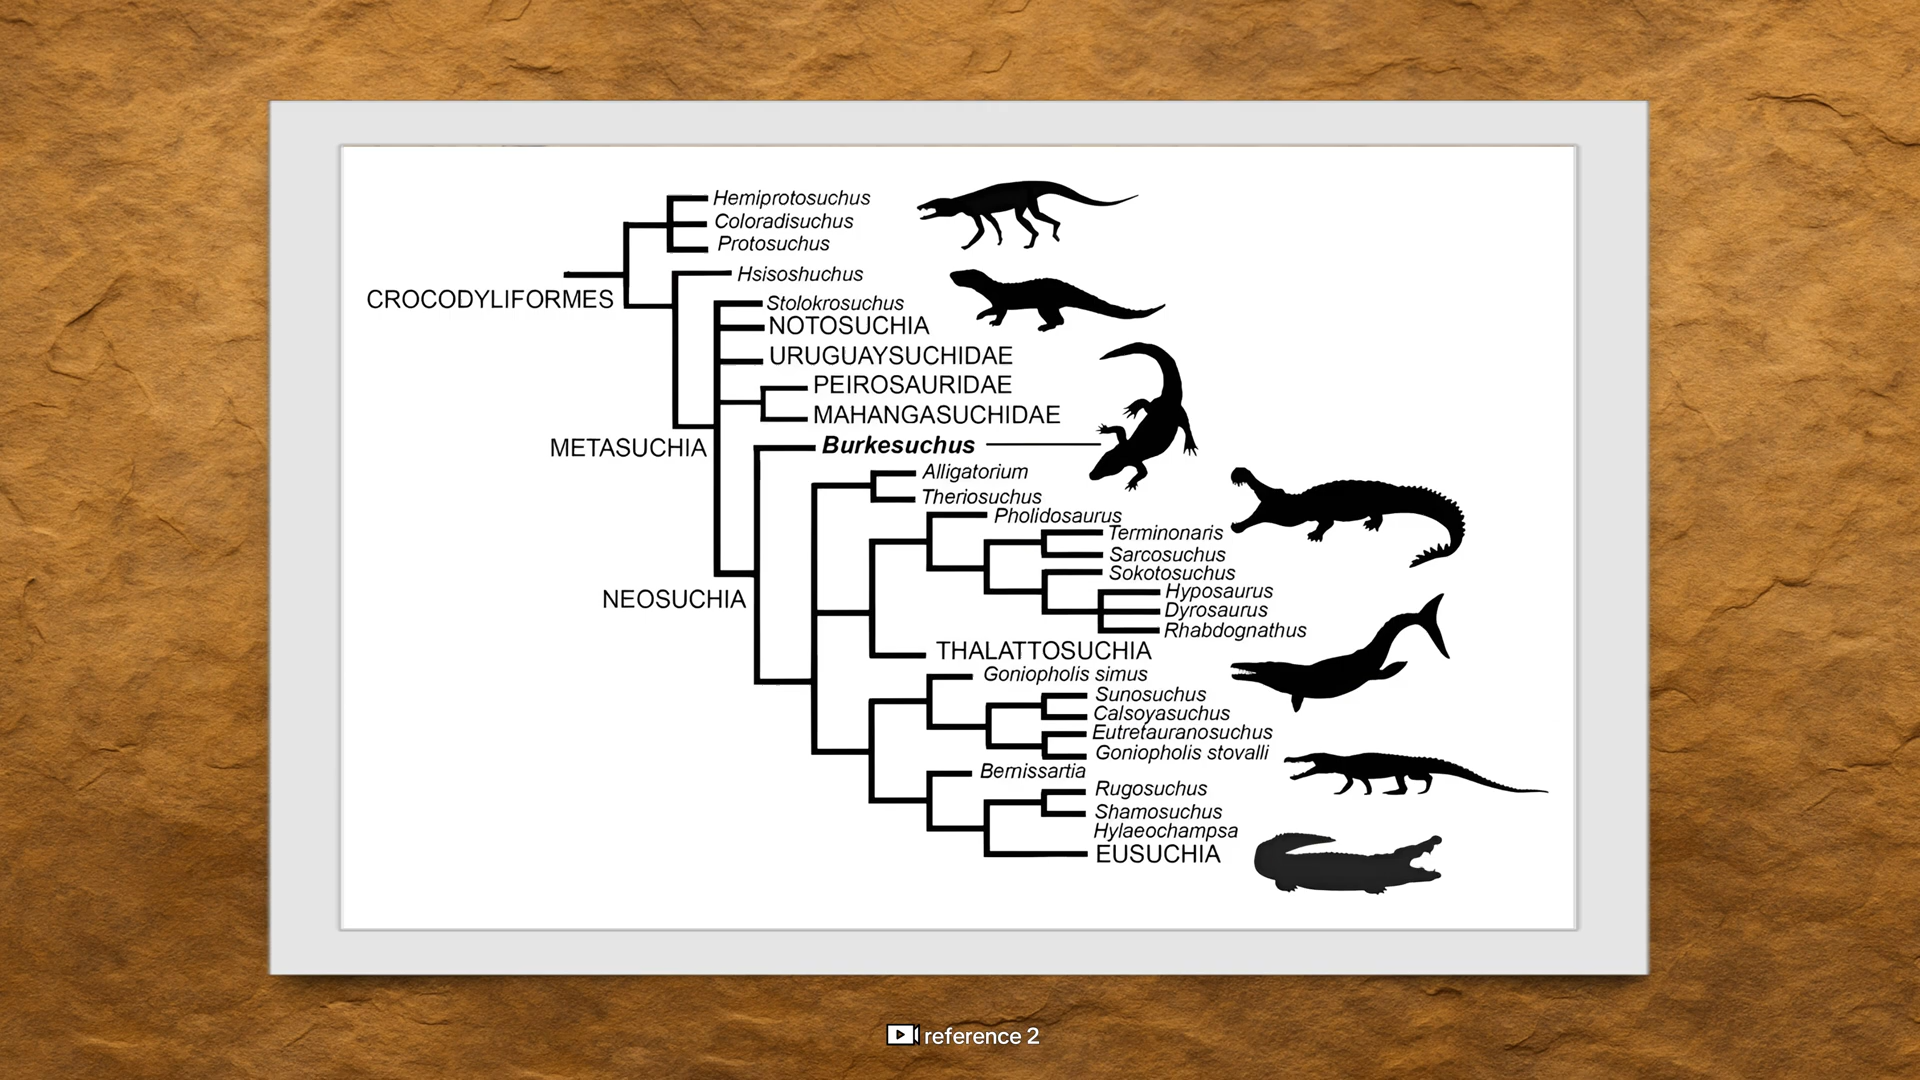 Hemiprotosuchus
Coloradisuchus
Protosuchus
Hsisoshuchus
CROCODYLIFORMES
Stolokrosuchus
NOTOSUCHIA
URUGUAYSUCHIDAE
PEIROSAURIDAE
MAHANGASUCHIDAE
METASUCHIA
Burkesuchus
Alligatorium
Theriosuchus
Pholidosaurus
Terminonaris
Sarcosuchus
Sokotosuchus
Hyposaurus
NEOSUCHIA
Dyrosaurus
Rhabdognathus
THALATTOSUCHIA
Goniopholis simus
Sunosuchus
Calsoyasuchus
Eutretauranosuchus
Goniopholis stovalli
Bemissartia
Rugosuchus
Shamosuchus
Hylaeochampsa
EUSUCHIA
reference 2